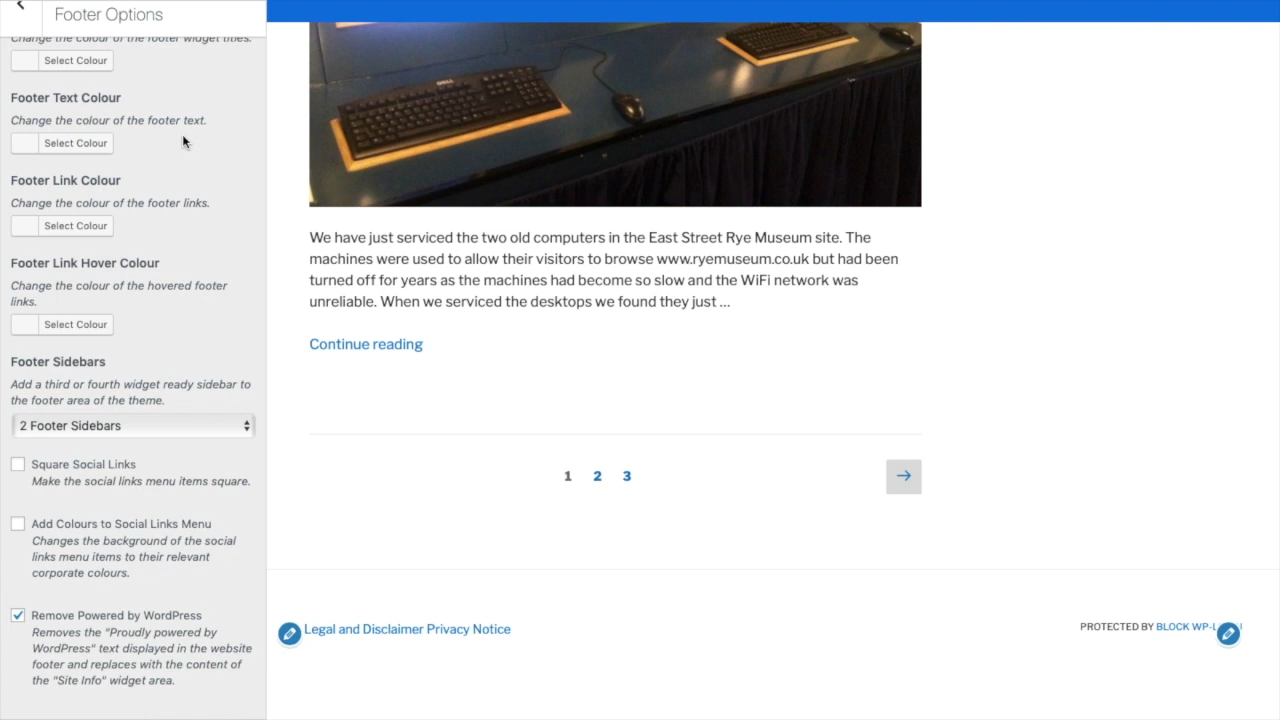 Footer Options
Change the colour of the footer widget titles.
Select Colour
Footer Text Colour
Change the colour of the footer text.
Select Colour
Footer Link Colour
Change the colour of the footer links.
Select Colour
Footer Link Hover Colour
Change the colour of the hovered footer
links.
Select Colour
Footer Sidebars
Add a third or fourth widget ready sidebar to
the footer area of the theme.
2 Footer Sidebars
Square Social Links
Make the social links menu items square.
Add Colours to Social Links Menu
Changes the background of the social
links menu items to their relevant
corporate colours.
Remove Powered by WordPress
Removes the "Proudly powered by
WordPress" text displayed in the website
footer and replaces with the content of
the "Site Info" widget area.
DELL
We have just serviced the two old computers in the East Street Rye Museum site. The
machines were used to allow their visitors to browse www.ryemuseum.co.uk but had been
turned off for years as the machines had become so slow and the WiFi network was
unreliable. When we serviced the desktops we found they just …
Continue reading
1 2 3
Legal and Disclaimer Privacy Notice
PROTECTED BY BLOCK